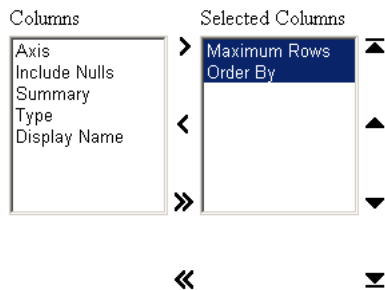 Columns
Selected Columns
Axis
Include Nulls
Summary
Type
Display Name
Maximum Rows
Order By